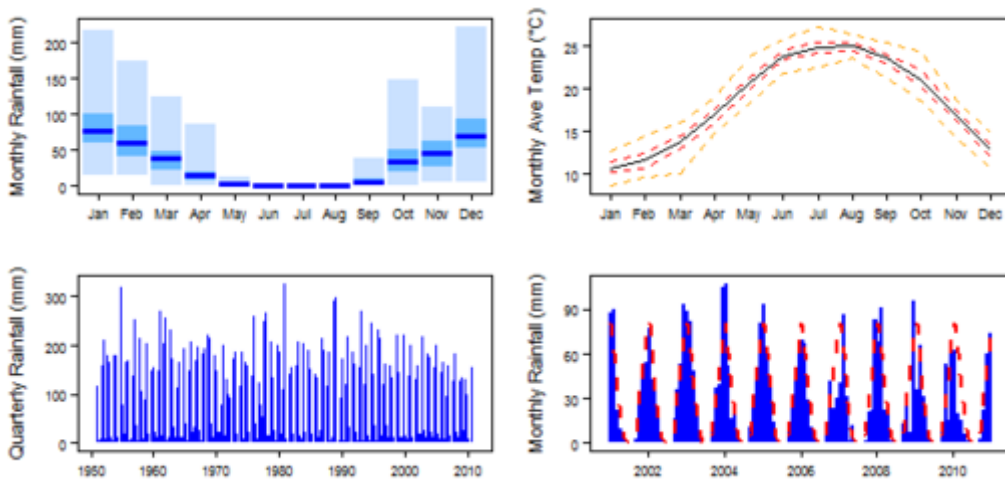 Monthly Rainfall (mm)
200
150
100
50
0
Jan Feb Mar Apr May Jun Jul Aug Sep Oct Nov Dec
Monthly Ave Temp (°C)
25
20
15
10
Jan Feb Mar Apr May Jun Jul Aug Sep Oct Nov Dec
Quarterly Rainfall (mm)
300
200
100
0
1950 1960 1970 1980 1990 2000 2010
Monthly Rainfall (mm)
90
60
30
0
2002 2004 2006 2008 2010